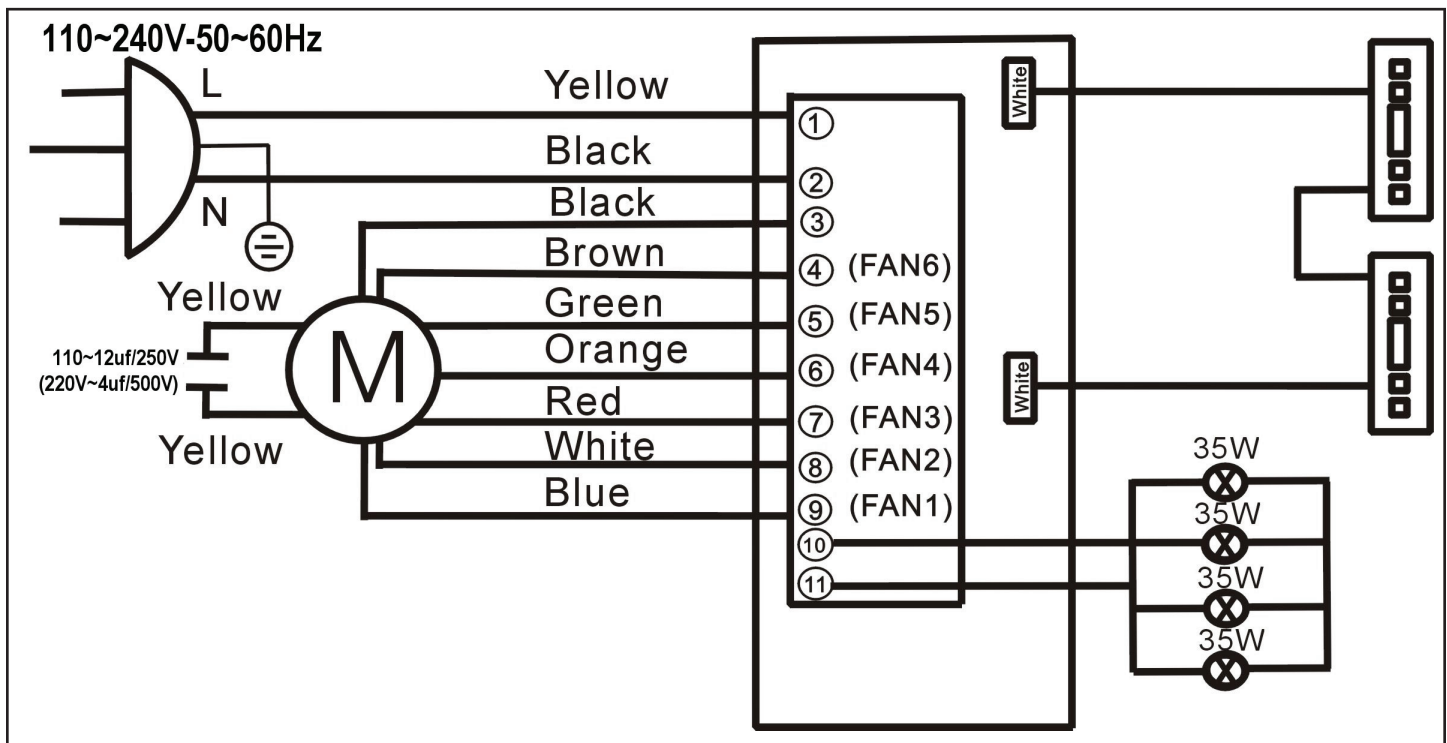 110~240V-50~60Hz
L
Yellow
White
①
Black
②
N
Black
③
Brown
④ (FAN6)
Yellow
Green
⑤ (FAN5)
M
Orange
110~12uf/250V
(220V~4uf/500V)
⑥ (FAN4)
White
Red
⑦ (FAN3)
Yellow
White
⑧ (FAN2)
Blue
⑨ (FAN1)
⑩
⑪
35W
35W
35W
35W